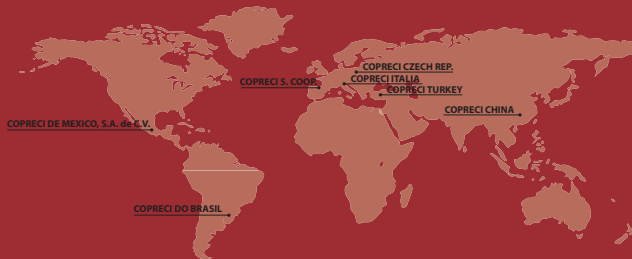 COPRECI CZECH REP.
COPRECI S. COOP.
COPRECI ITALIA
COPRECI TURKEY
COPRECI CHINA
COPRECI DE MEXICO, S.A. de C.V.
COPRECI DO BRASIL